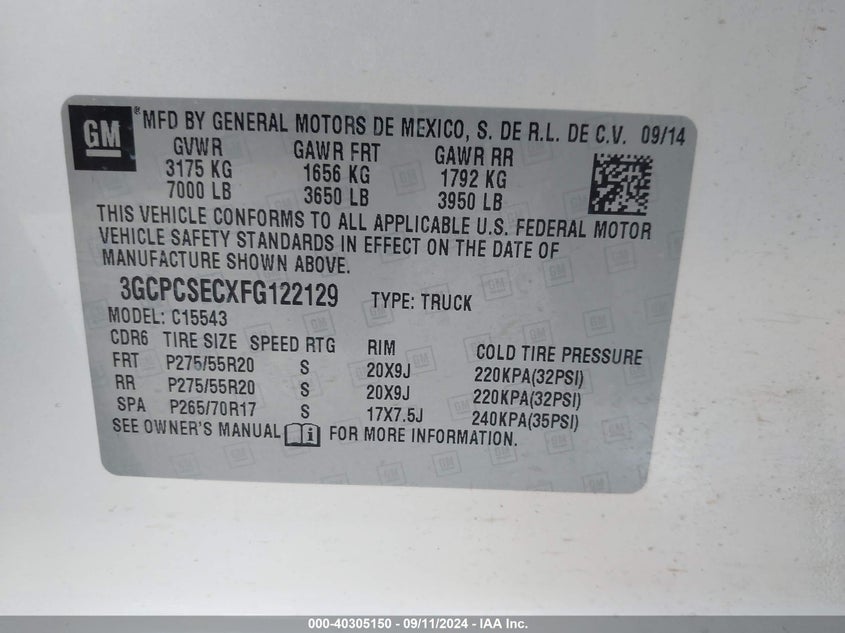 GM ® MFD BY GENERAL MOTORS DE MEXICO, S. DE R.L. DE C.V. 09/14
GVWR GAWR FRT GAWR RR
3175 KG 1656 KG 1792 KG
7000 LB 3650 LB 3950 LB
THIS VEHICLE CONFORMS TO ALL APPLICABLE U.S. FEDERAL MOTOR
VEHICLE SAFETY STANDARDS IN EFFECT ON THE DATE OF
MANUFACTURE SHOWN ABOVE.
3GCPCSECXFG122129 TYPE: TRUCK
MODEL: C15543
CDR6 TIRE SIZE SPEED RTG RIM COLD TIRE PRESSURE
FRT P275/55R20 S 20X9J 220KPA(32PSI)
RR P275/55R20 S 20X9J 220KPA(32PSI)
SPA P265/70R17 S 17X7.5J 240KPA(35PSI)
SEE OWNER'S MANUAL FOR MORE INFORMATION.
000-40305150 - 09/11/2024 - IAA Inc.